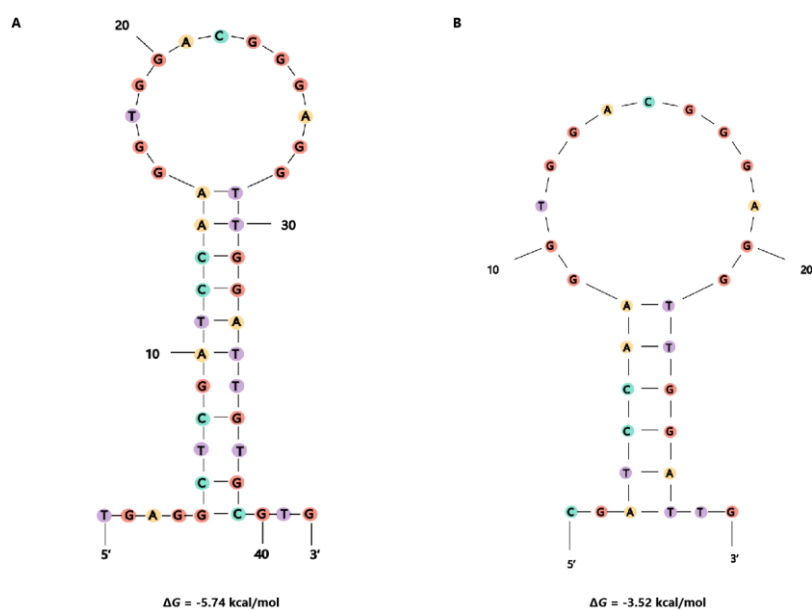 A
20
G A C G G
G G
T A
G G
G G
A T
A T 30
C G
C G
T A
10 A T
G T
C G
T T
C G
T G A G G C G T G
5′ 40 3′
ΔG = -5.74 kcal/mol
B
A C G
G G
G G
T A
10 G G 20
G G
A T
A T
C G
C G
T A
C G A T T G
5′ 3′
ΔG = -3.52 kcal/mol